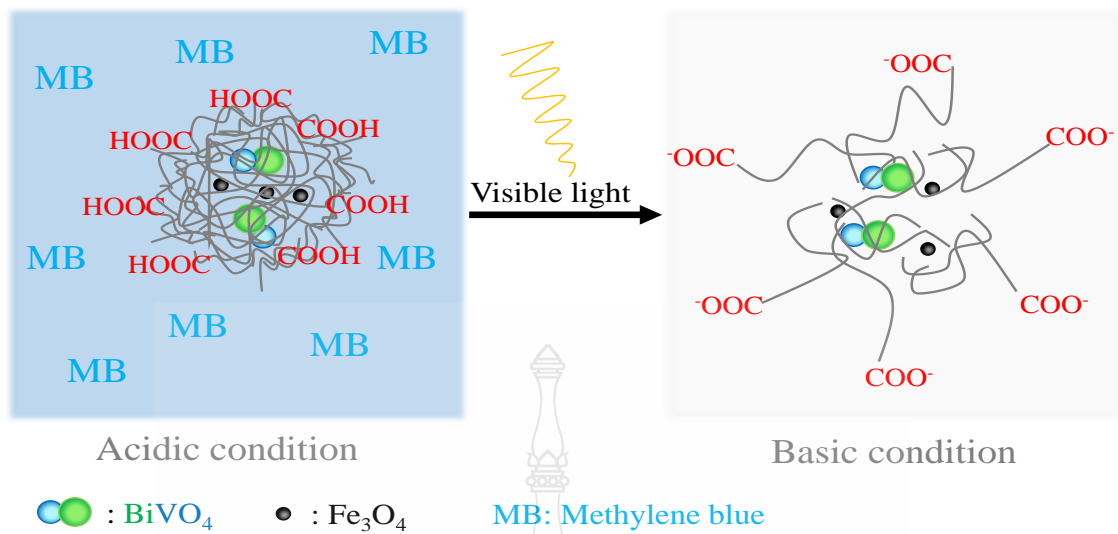 MB
MB
MB
HOOC
HOOC
COOH
HOOC
COOH
HOOC
COOH
MB
MB
MB
MB
MB
Visible light
-OOC
COO-
-OOC
-OOC
COO-
COO-
Acidic condition
Basic condition
: BiVO4
: Fe3O4
MB: Methylene blue